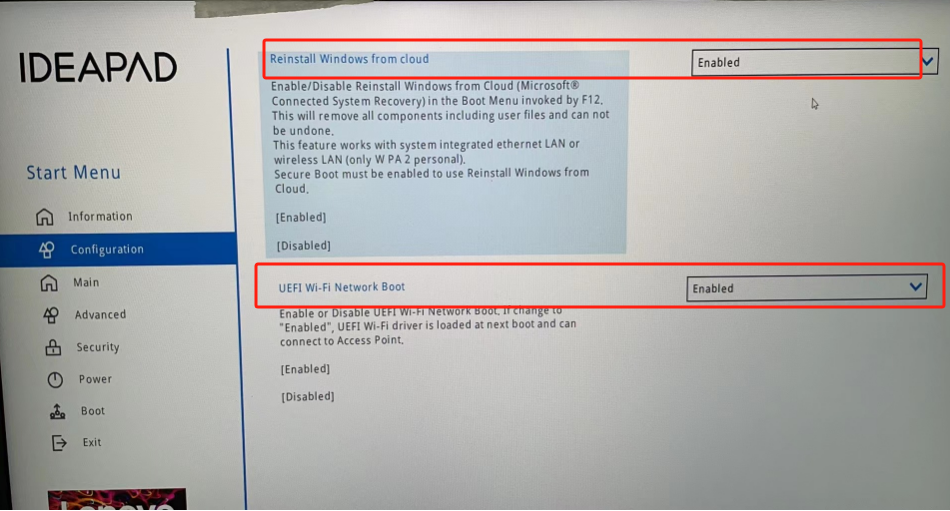 IDEAPAD
Start Menu
Information
Configuration
Main
Advanced
Security
Power
Boot
Exit
Lenovo
Reinstall Windows from cloud
Enabled
Enable/Disable Reinstall Windows from Cloud (Microsoft®
Connected System Recovery) in the Boot Menu invoked by F12.
This will remove all components including user files and can not
be undone.
This feature works with system integrated ethernet LAN or
wireless LAN (only W PA 2 personal).
Secure Boot must be enabled to use Reinstall Windows from
Cloud.
[Enabled]
[Disabled]
UEFI Wi-Fi Network Boot
Enabled
Enable or Disable UEFI Wi-Fi Network Boot. If change to
"Enabled", UEFI Wi-Fi driver is loaded at next boot and can
connect to Access Point.
[Enabled]
[Disabled]